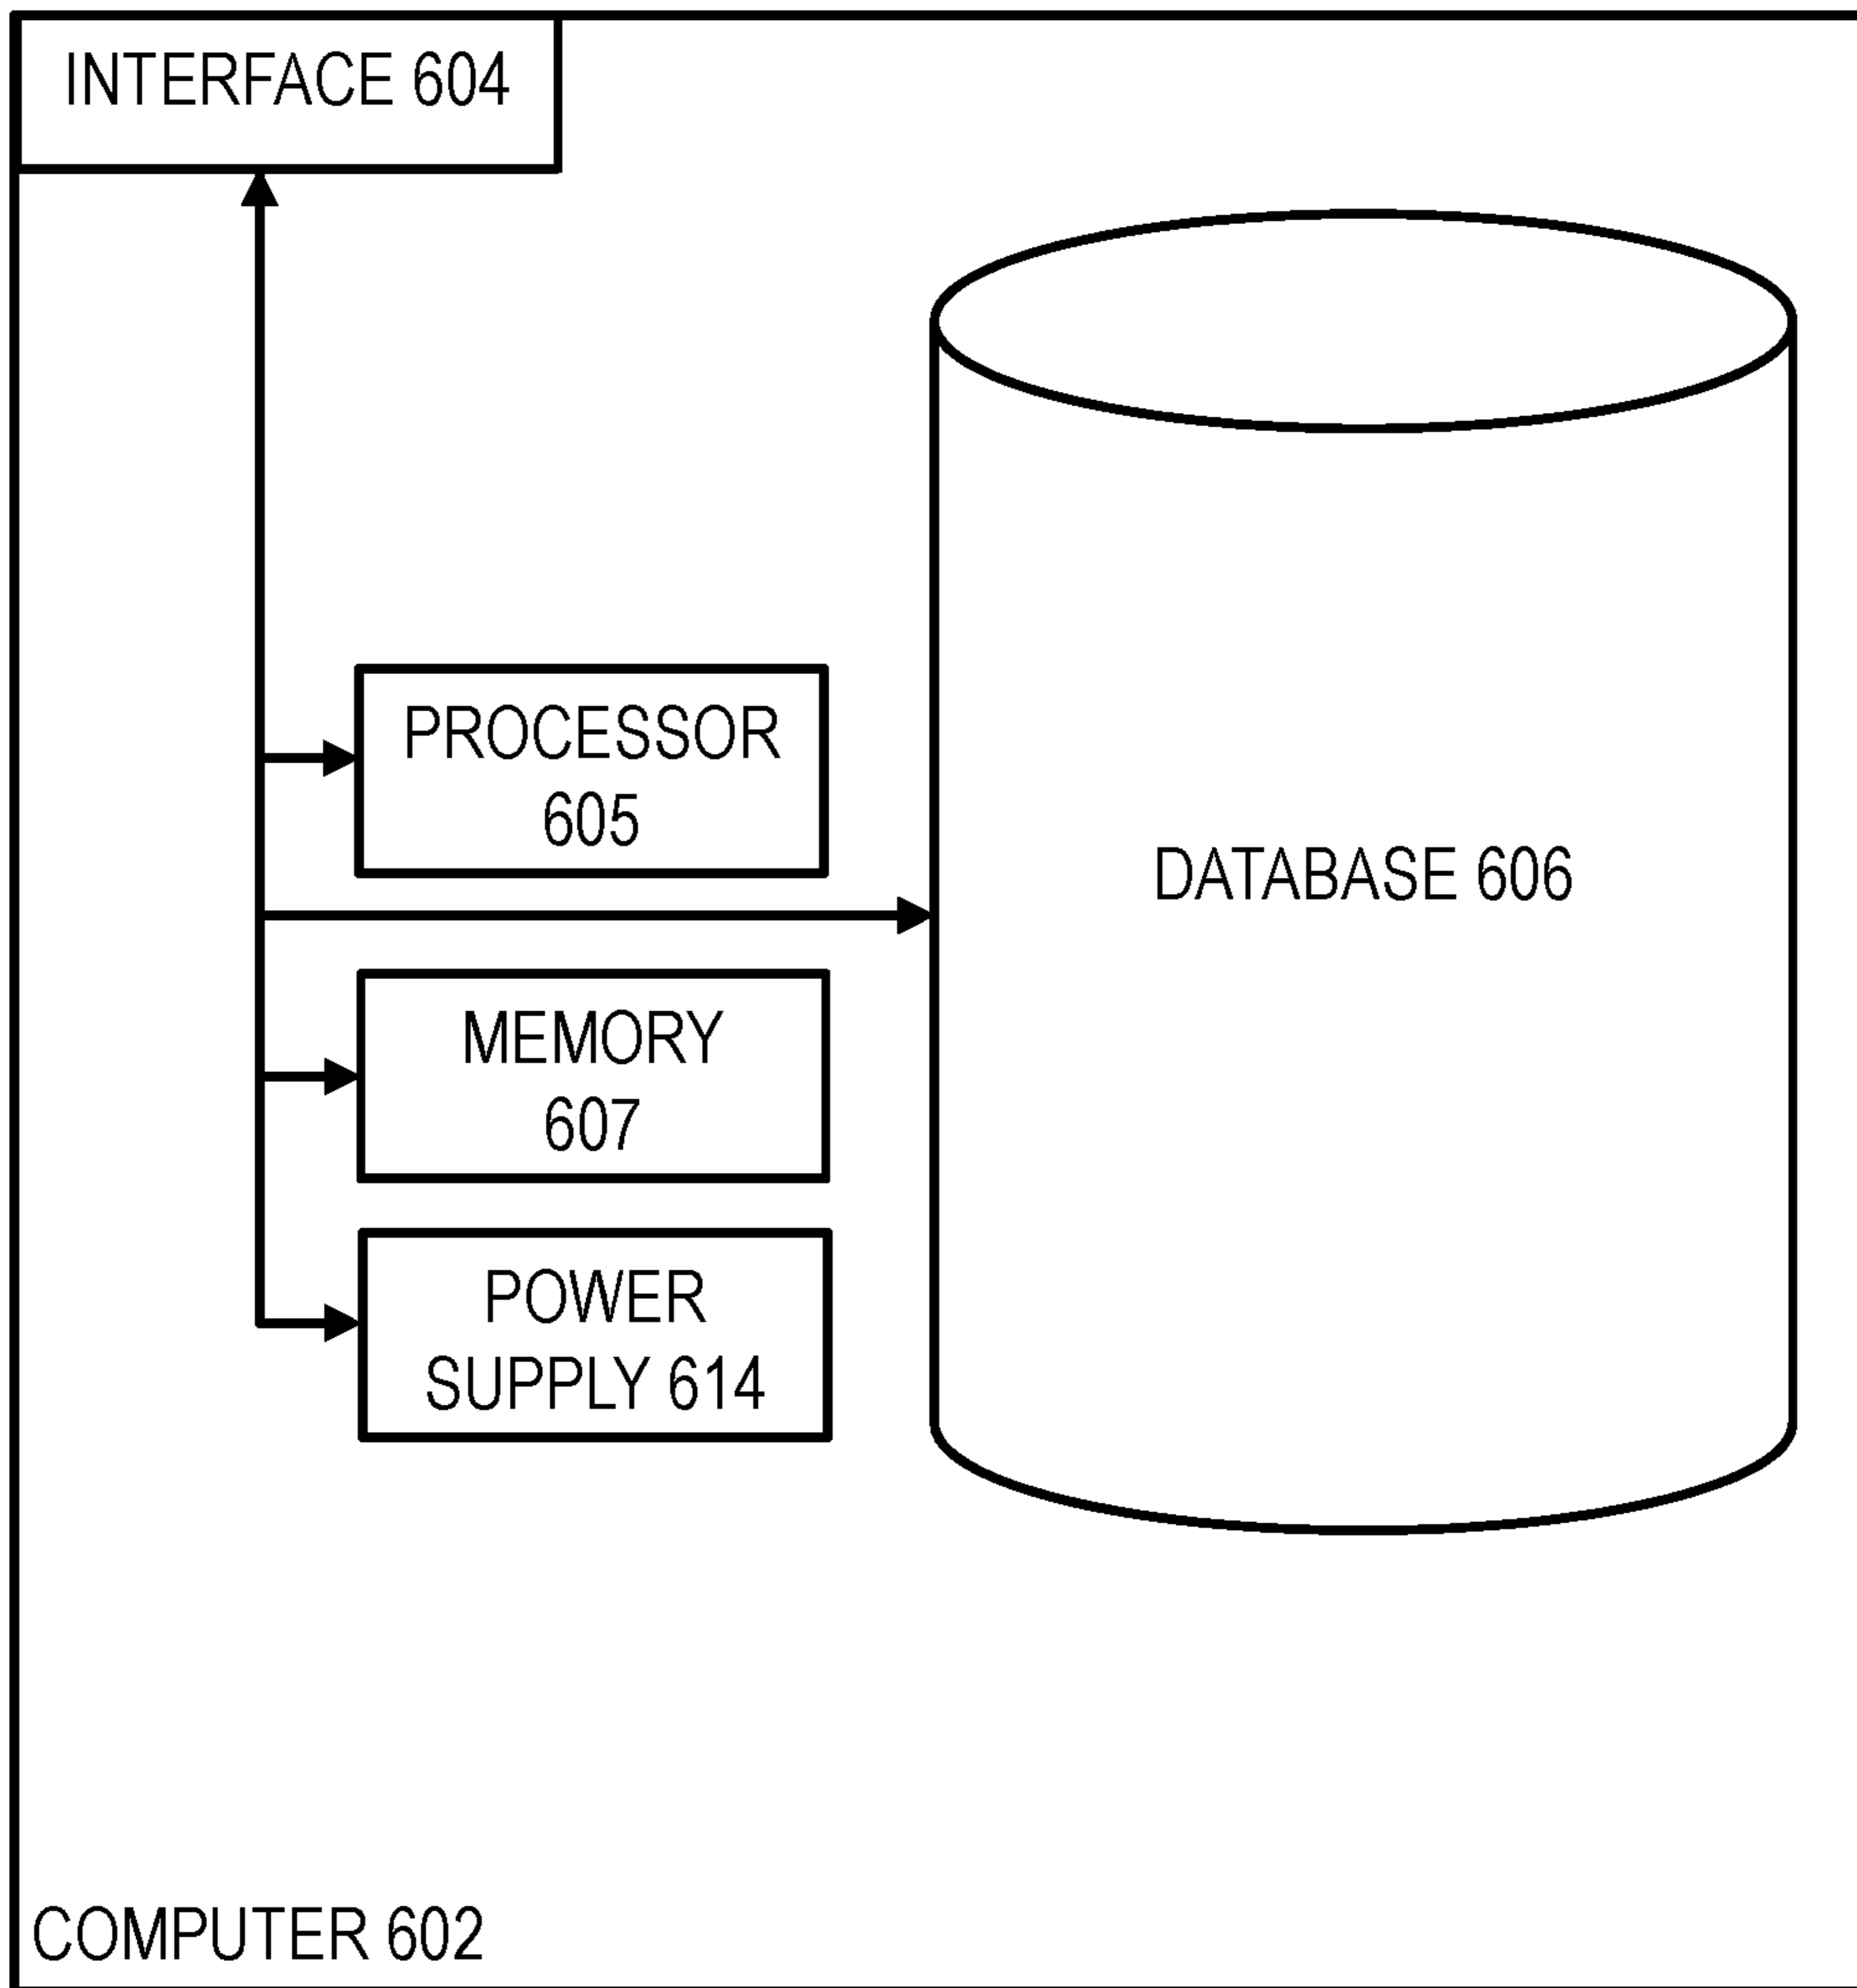 INTERFACE 604
PROCESSOR
605
DATABASE 606
MEMORY
607
POWER
SUPPLY 614
COMPUTER 602